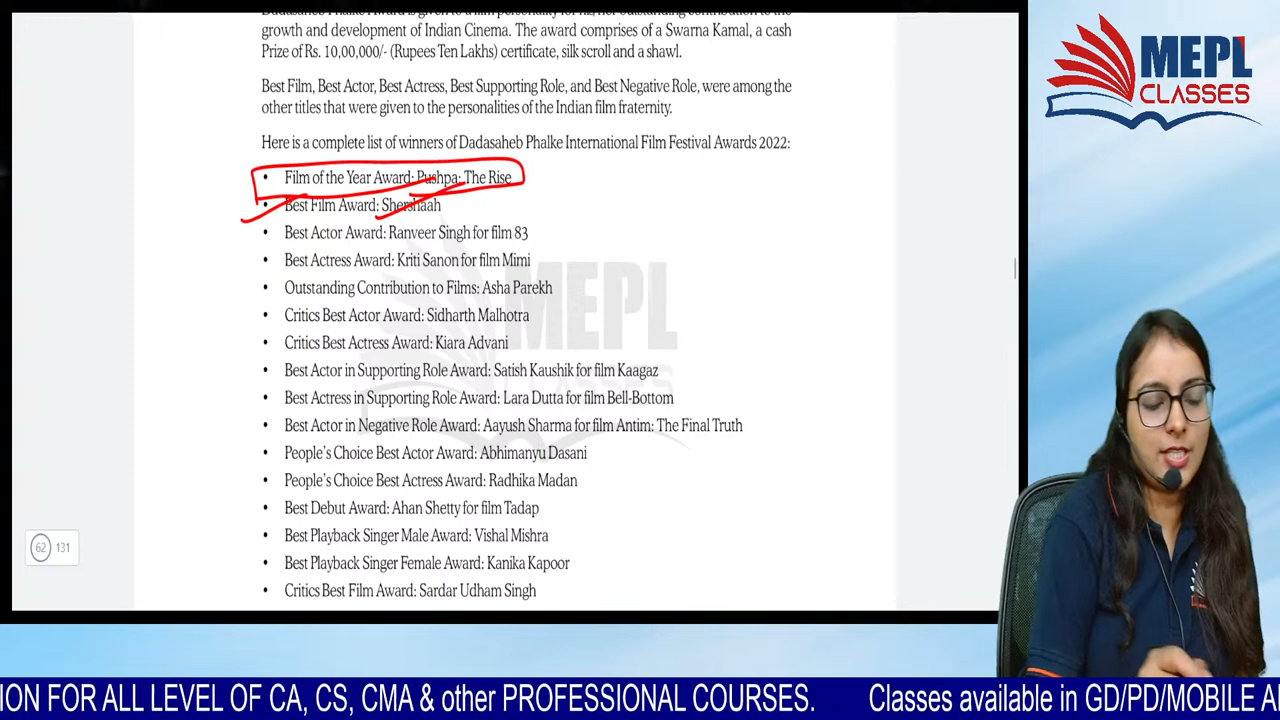 growth and development of Indian Cinema. The award comprises of a Swarna Kamal, a cash
Prize of Rs. 10,00,000/- (Rupees Ten Lakhs) certificate, silk scroll and a shawl.
Best Film, Best Actor, Best Actress, Best Supporting Role, and Best Negative Role, were among the
other titles that were given to the personalities of the Indian film fraternity.
Here is a complete list of winners of Dadasaheb Phalke International Film Festival Awards 2022:
• Film of the Year Award: Pushpa: The Rise
• Best Film Award: Shershaah
• Best Actor Award: Ranveer Singh for film 83
• Best Actress Award: Kriti Sanon for film Mimi
• Outstanding Contribution to Films: Asha Parekh
• Critics Best Actor Award: Sidharth Malhotra
• Critics Best Actress Award: Kiara Advani
• Best Actor in Supporting Role Award: Satish Kaushik for film Kaagaz
• Best Actress in Supporting Role Award: Lara Dutta for film Bell-Bottom
• Best Actor in Negative Role Award: Aayush Sharma for film Antim: The Final Truth
• People's Choice Best Actor Award: Abhimanyu Dasani
• People's Choice Best Actress Award: Radhika Madan
• Best Debut Award: Ahan Shetty for film Tadap
• Best Playback Singer Male Award: Vishal Mishra
• Best Playback Singer Female Award: Kanika Kapoor
• Critics Best Film Award: Sardar Udham Singh
MEPL
CLASSES
62 131
MEPL
CLASSES
ION FOR ALL LEVEL OF CA, CS, CMA & other PROFESSIONAL COURSES. Classes available in GD/PD/MOBILE A